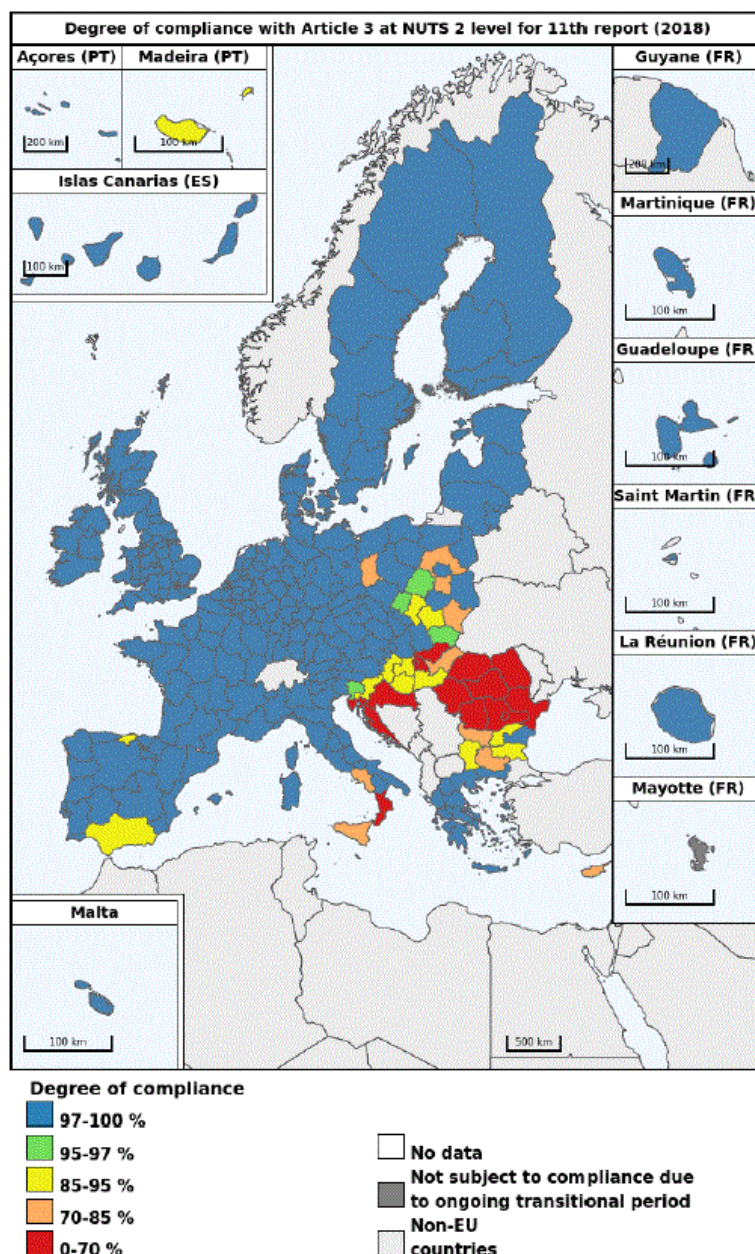 Degree of compliance with Article 3 at NUTS 2 level for 11th report (2018)
Açores (PT)
Madeira (PT)
200 km
100 km
Islas Canarias (ES)
100 km
Guyane (FR)
200 km
Martinique (FR)
100 km
Guadeloupe (FR
100 km
Saint Martin (FR)
100 km
La Réunion (FR)
100 km
Mayotte (FR)
100 km
Malta
100 km
500 km
Degree of compliance
97-100 %
95-97 %
85-95 %
70-85 %
0-70 %
No data
Not subject to compliance due
to ongoing transitional period
Non-EU
countries